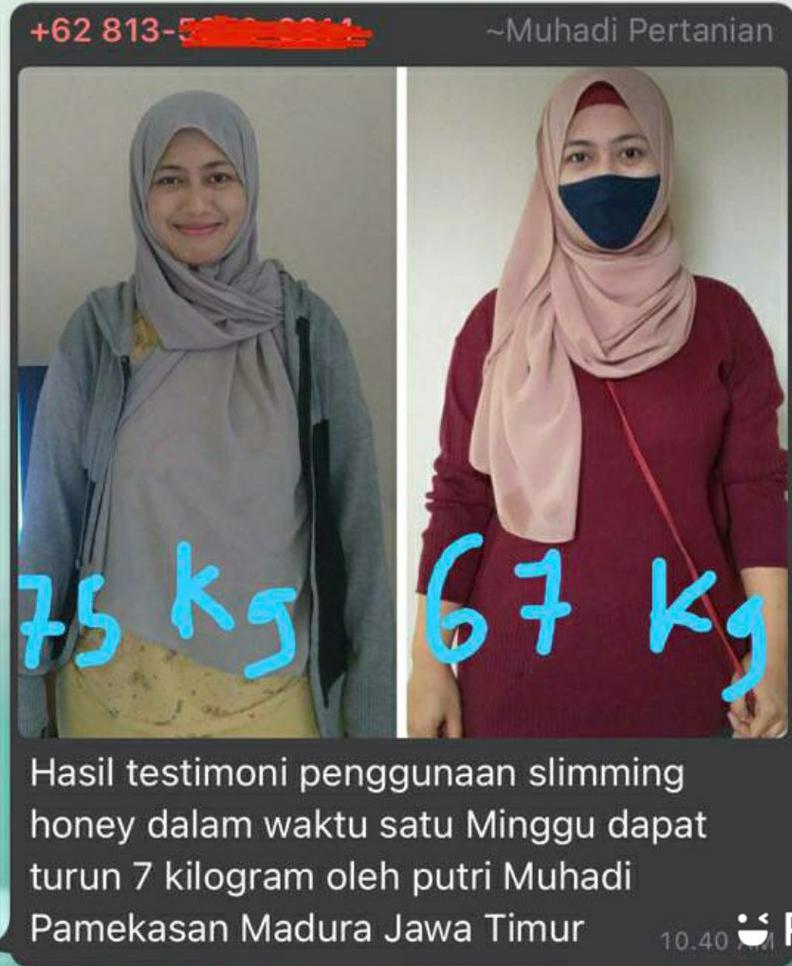 +62 813-
~Muhadi Pertanian
75 kg
67 kg
Hasil testimoni penggunaan slimming
honey dalam waktu satu Minggu dapat
turun 7 kilogram oleh putri Muhadi
Pamekasan Madura Jawa Timur
10.40